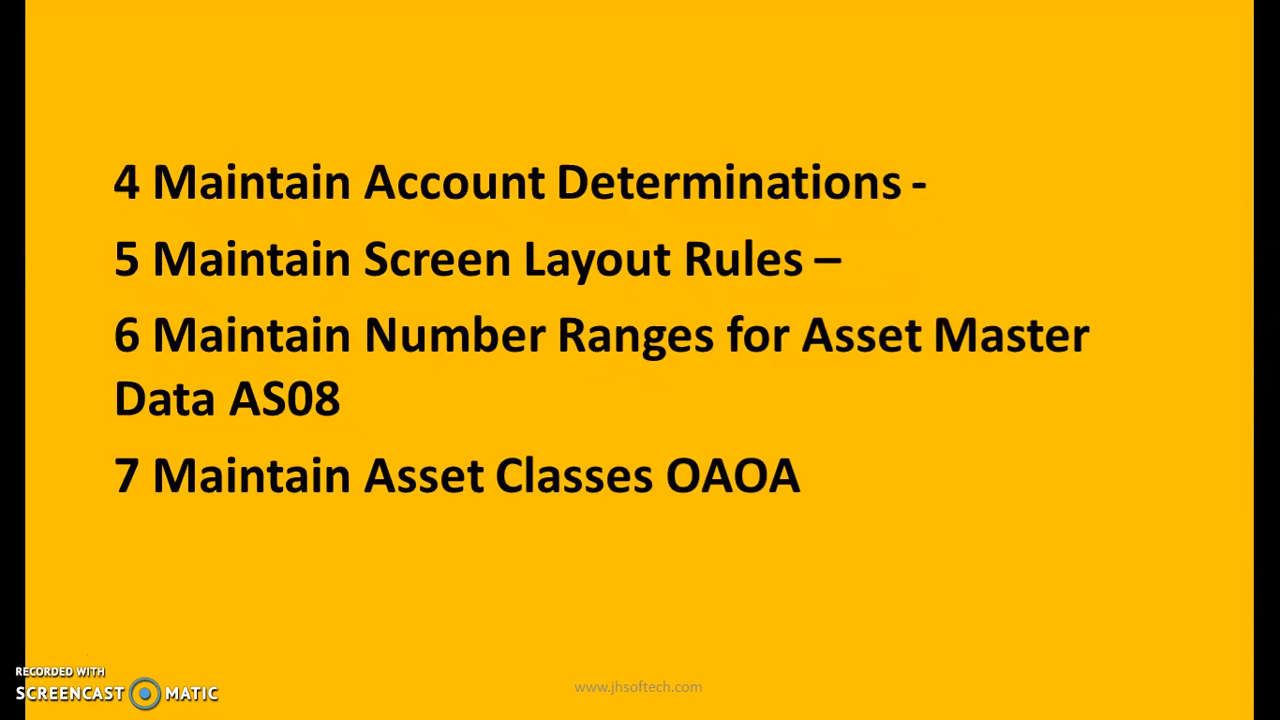 4 Maintain Account Determinations -
5 Maintain Screen Layout Rules –
6 Maintain Number Ranges for Asset Master
Data AS08
7 Maintain Asset Classes OAOA
RECORDED WITH
SCREENCAST MATIC
www.jhsoftech.com